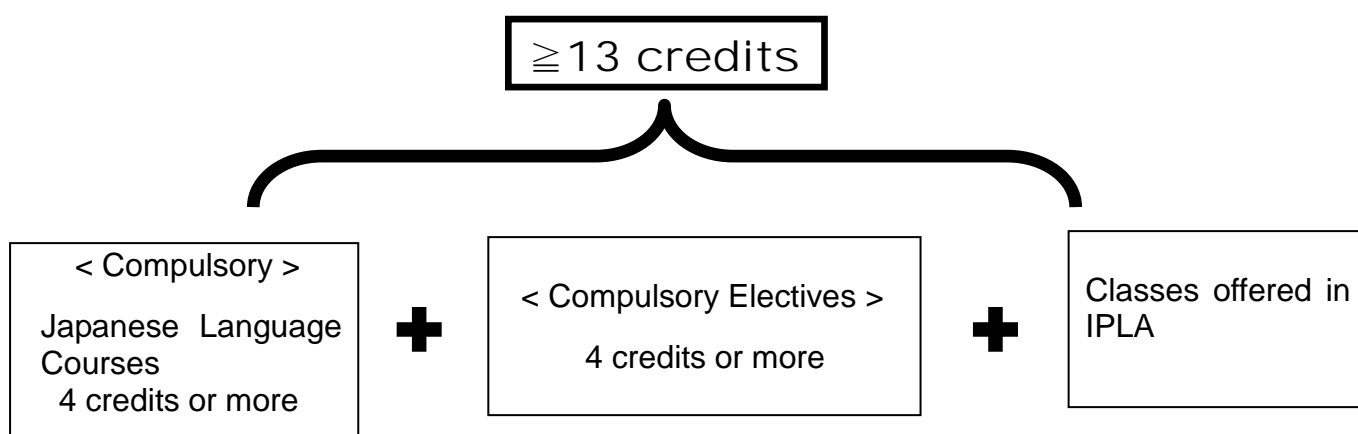 ≧13 credits
< Compulsory >
Japanese Language
Courses
4 credits or more
< Compulsory Electives >
4 credits or more
Classes offered in
IPLA